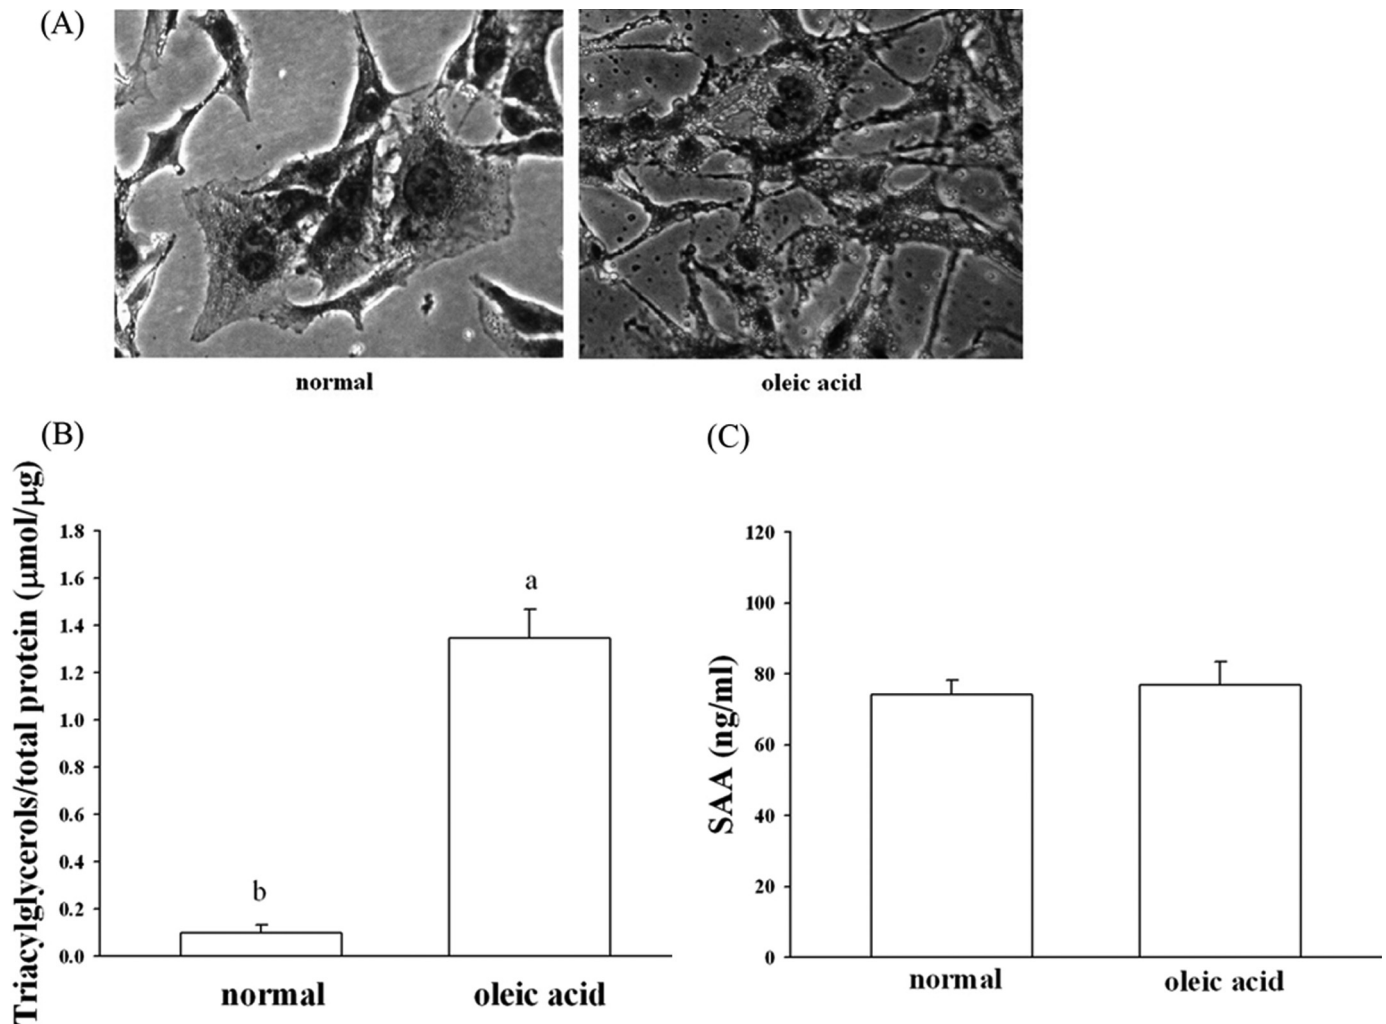 (A)
normal
oleic acid
(B)
(C)
Triacylglycerols/total protein (μmol/μg)
1.8
1.6
1.4
1.2
1.0
0.8
0.6
0.4
0.2
0.0
b
a
normal
oleic acid
SAA (ng/ml)
120
100
80
60
40
20
0
normal
oleic acid